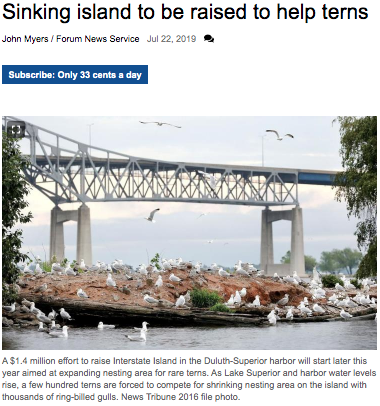 Sinking island to be raised to help terns
John Myers / Forum News Service Jul 22, 2019
Subscribe: Only 33 cents a day
A $1.4 million effort to raise Interstate Island in the Duluth-Superior harbor will start later this
year aimed at expanding nesting area for rare terns. As Lake Superior and harbor water levels
rise, a few hundred terns are forced to compete for shrinking nesting area on the island with
thousands of ring-billed gulls. News Tribune 2016 file photo.